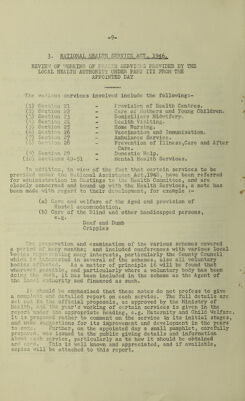 -9-
3. NATIONAL HEALTH SERVICE ACT, 1946.
REVIEW OF WORKING OF HEALTH SERVICES PROVIDED BY THE
LOCAL HEALTH AUTHORITY UNDER PART III FROM THE
APPOINTED DAY
The various services involved include the following:-
(1) Section 21 - Provision of Health Centres.
(2) Section 22 - Care of Mothers and Young Children.
(3) Section 23 - Domiciliary Midwifery.
(4) Section 24 - Health Visiting.
(5) Section 25 - Home Nursing.
(6) Section 26 - Vaccination and Immunisation.
(7) Section 27 - Ambulance Service.
(8) Section 28 - Prevention of Illness, Care and After Care.
(9) Section 29 - Domestic Help.
(10) Sections 49-51 - Mental Health Services.
In addition, in view of the fact that certain services to be
provided under the National Assistance Act, 1948, have been referred
for administration in Hastings to the Health Committee, and are
closely concerned and bound up with the Health Services, a note has
been made with regard to their development, for example :-
(a) Care and welfare of the Aged and provision of
accommodation.
(b) Care of the Blind and other handicapped persons,
e.g.
Deaf and Dumb
Cripples
The preparation and examination of the various schemes covered
a period of many months, and included conferences with various local
bodies representing many interests, particularly the County Council
which is interested in several of the schemes, also all voluntary
bodies. As a matter of principle it will be found that
wherever possible, and particularly where a voluntary body has been
doing the work, it has been included in the scheme as the Agent of
the local authority and financed as such.
It should be emphasised that these notes do not profess to give
a complete and detailed report on each service. The full details are
set out in the official proposals, as approved by the Ministry of
Health, and the year's working of certain services is given in the
report under the appropriate heading, e.g. Maternity and Child Welfare.
It is proposed rather to comment on the service in its initial stages,
and make suggestions for its improvement and development in the years
to come. Further, on the appointed day a small pamphlet, carefully
prepared, was issued to the public giving details and information
about each service, particularly as to how it should be obtained
and used. This is well known and appreciated, and if available,
copies will be attached to this report.